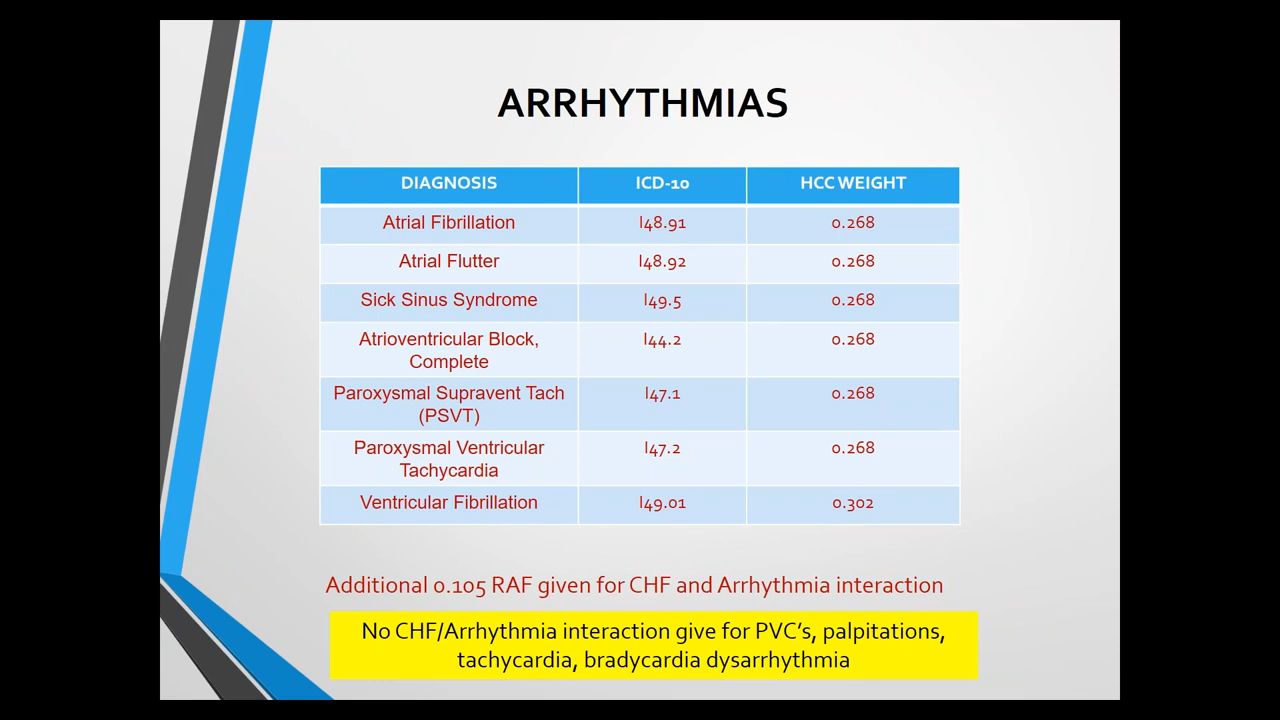 ARRHYTHMIAS
DIAGNOSIS ICD-10 HCC WEIGHT
Atrial Fibrillation I48.91 0.268
Atrial Flutter I48.92 0.268
Sick Sinus Syndrome I49.5 0.268
Atrioventricular Block, I44.2 0.268
Complete
Paroxysmal Supravent Tach I47.1 0.268
(PSVT)
Paroxysmal Ventricular I47.2 0.268
Tachycardia
Ventricular Fibrillation I49.01 0.302
Additional 0.105 RAF given for CHF and Arrhythmia interaction
No CHF/Arrhythmia interaction give for PVC's, palpitations,
tachycardia, bradycardia dysarrhythmia